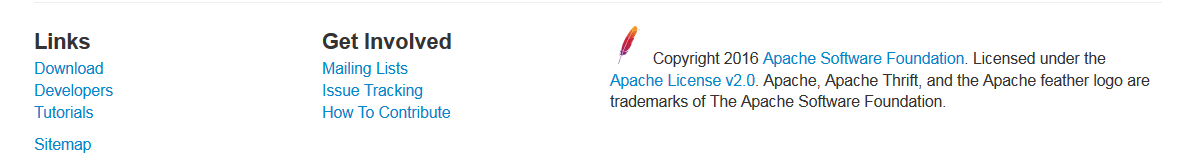 Links
Download
Developers
Tutorials
Sitemap
Get Involved
Mailing Lists
Issue Tracking
How To Contribute
Copyright 2016 Apache Software Foundation. Licensed under the
Apache License v2.0. Apache, Apache Thrift, and the Apache feather logo are
trademarks of The Apache Software Foundation.